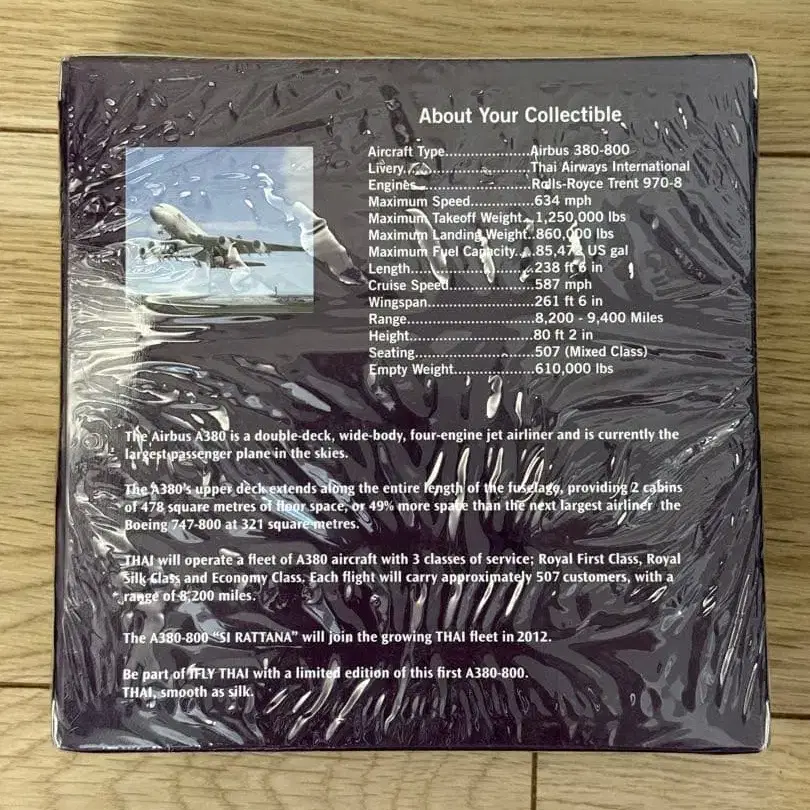 About Your Collectible
Aircraft Type....................Airbus 380-800
Livery..............................Thai Airways International
Engines...........................Rolls-Royce Trent 970-8
Maximum Speed..............634 mph
Maximum Takeoff Weight..1,250,000 lbs
Maximum Landing Weight..860,000 lbs
Maximum Fuel Capacity....85,472 US gal
Length.............................238 ft 6 in
Cruise Speed...................587 mph
Wingspan........................261 ft 6 in
Range..............................8,200 - 9,400 Miles
Height..............................80 ft 2 in
Seating............................507 (Mixed Class)
Empty Weight..................610,000 lbs
The Airbus A380 is a double-deck, wide-body, four-engine jet airliner and is currently the
largest passenger plane in the skies.
The A380's upper deck extends along the entire length of the fuselago, providing 2 cabins
of 478 square metres of floor space, or 49% more space than the next largest airliner the
Boeing 747-800 at 321 square metres.
THAI will operate a fleet of A380 aircraft with 3 classes of service; Royal First Class, Royal
Silk Class and Economy Class. Each flight will carry approximately 507 customers, with a
range of 8,200 miles.
The A380-800 “SI RATTANA” will join the growing THAI fleet in 2012.
Be part of IFLY THAI with a limited edition of this first A380-800.
THAI, smooth as silk.